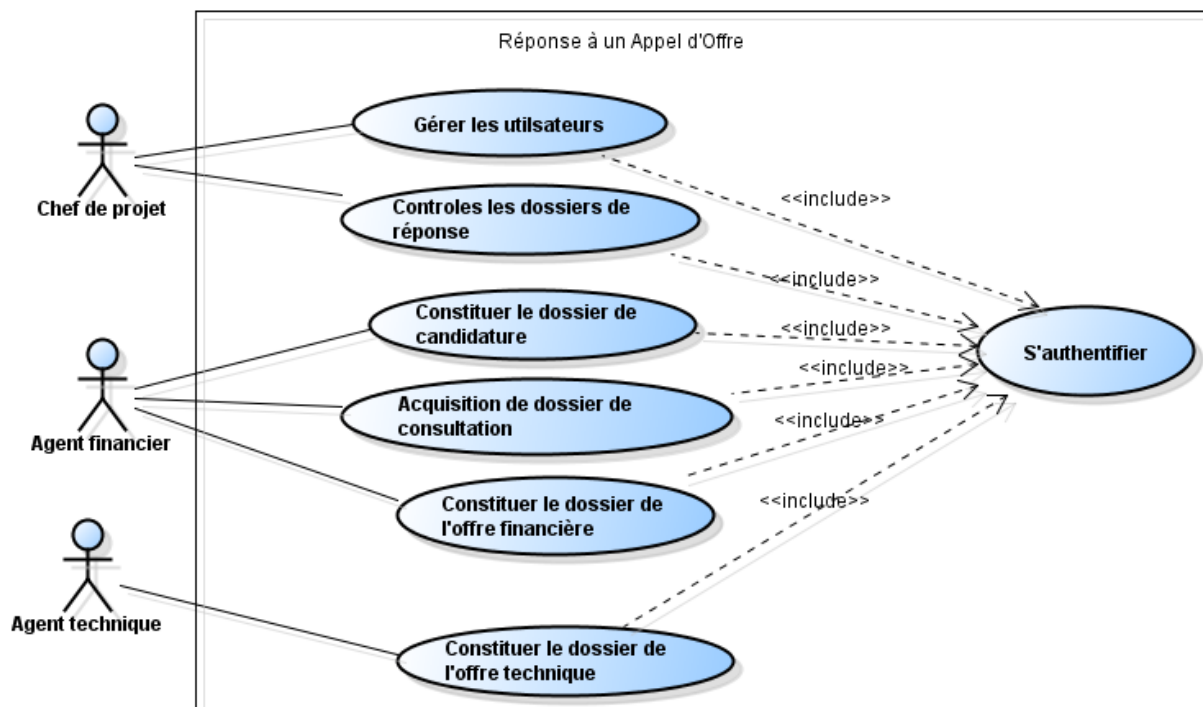 Réponse à un Appel d'Offre
Gérer les utilsateurs
Chef de projet
Controles les dossiers de
réponse
<<include>>
<<include>>
Constituer le dossier de
candidature
<<include>>
S'authentifier
Agent financier
Acquisition de dossier de
consultation
<<include>>
<<include>>
Constituer le dossier de
l'offre financière
<<include>>
Agent technique
Constituer le dossier de
l'offre technique